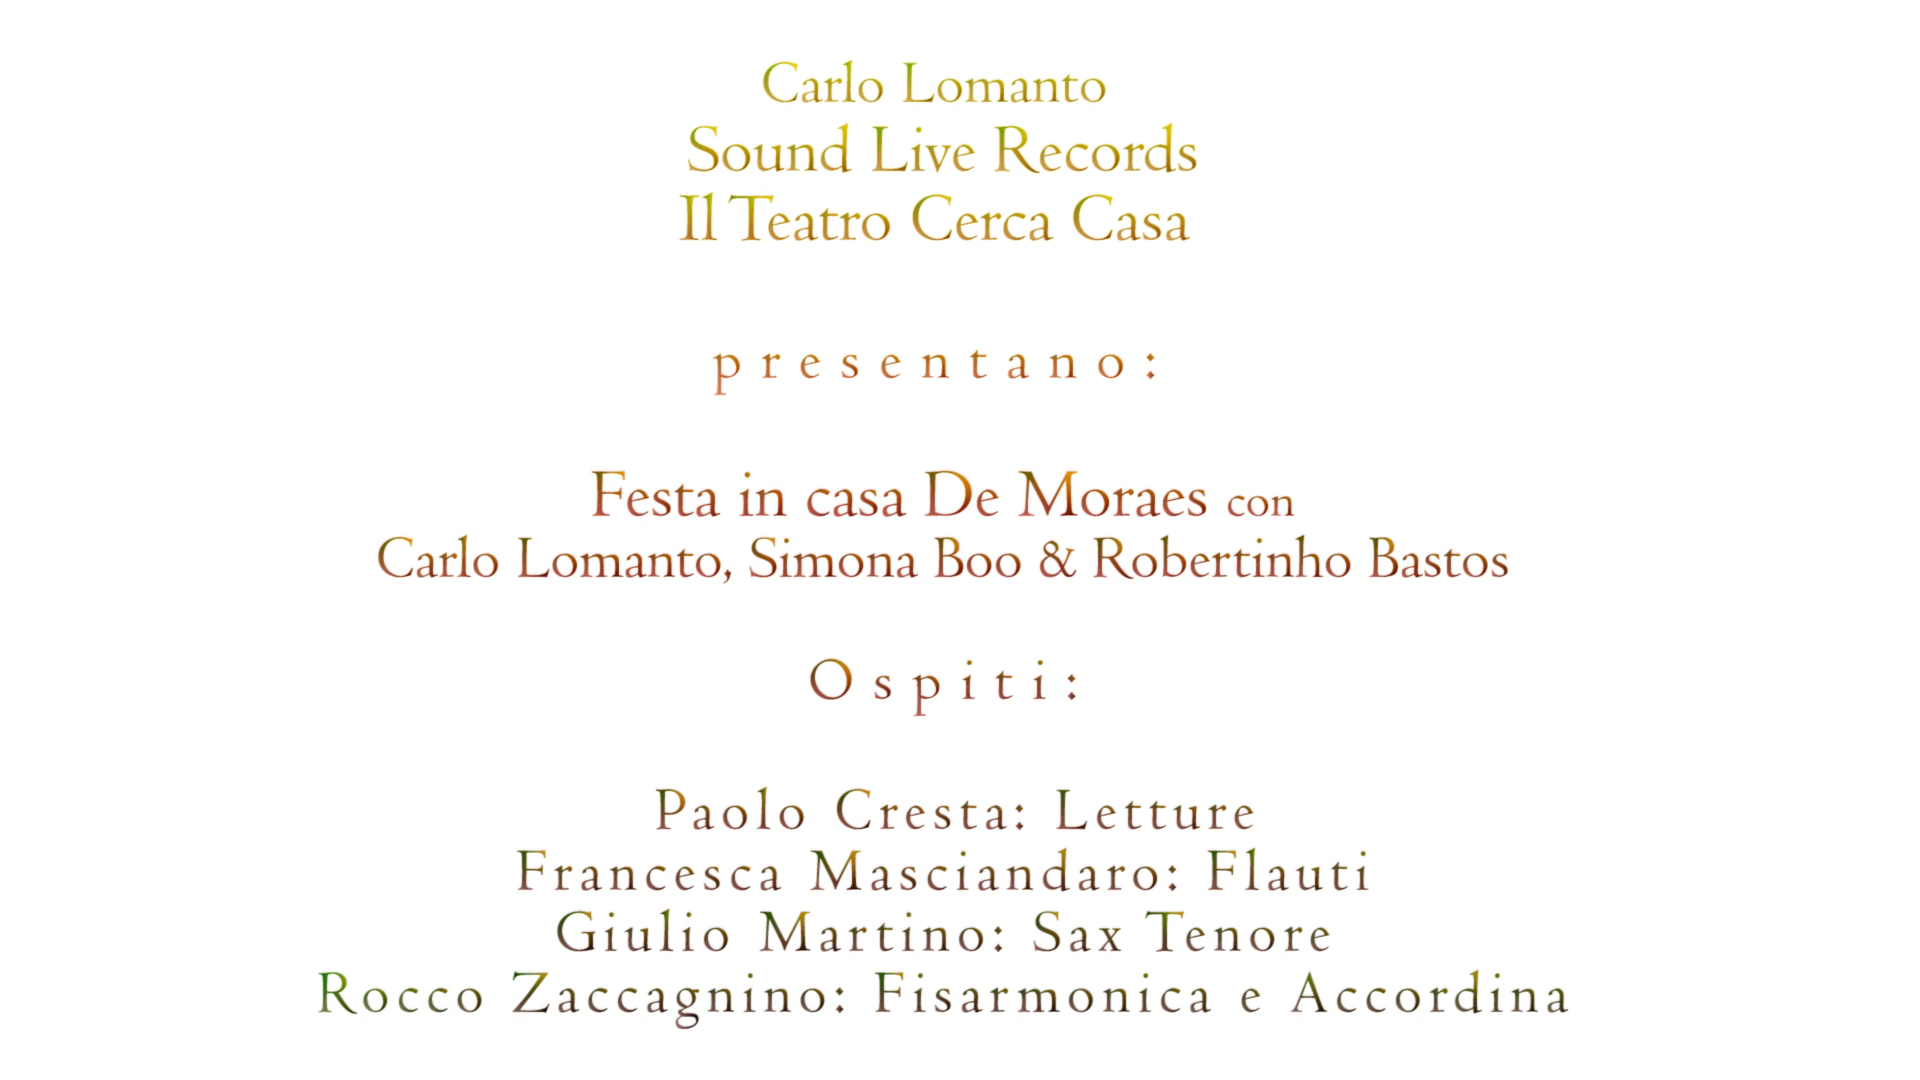 Carlo Lomanto
Sound Live Records
Il Teatro Cerca Casa
presentano:
Festa in casa De Moraes con
Carlo Lomanto, Simona Boo & Robertinho Bastos
Ospiti:
Paolo Cresta: Letture
Francesca Masciandaro: Flauti
Giulio Martino: Sax Tenore
Rocco Zaccagnino: Fisarmonica e Accordina